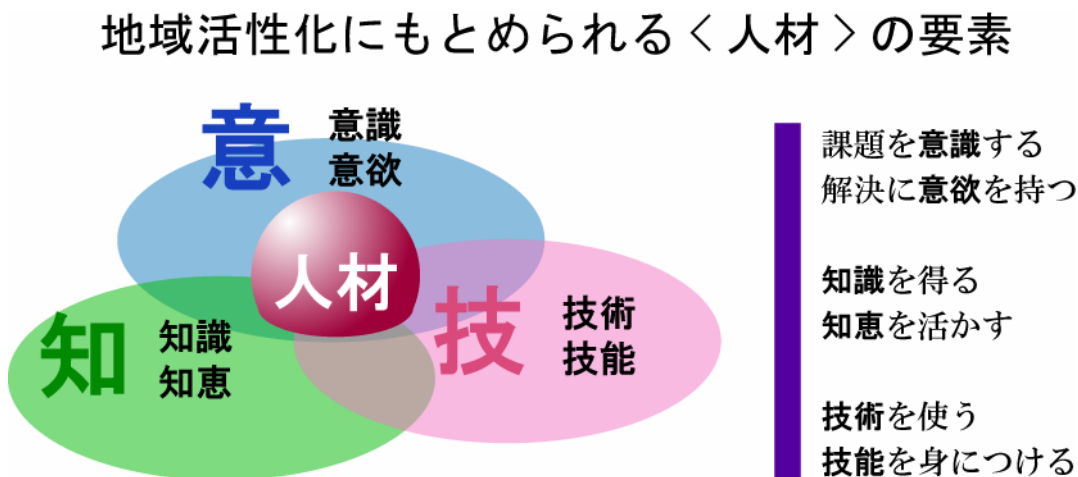 地域活性化にもとめられる＜人材＞の要素
意
意識
意欲
人材
知
知識
知恵
技
技術
技能
課題を意識する
解決に意欲を持つ
知識を得る
知恵を活かす
技術を使う
技能を身につける